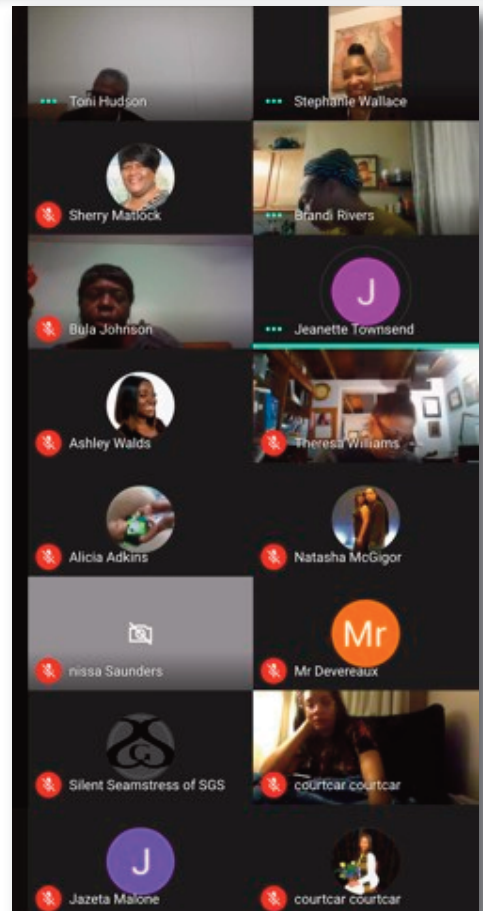 Toni Hudson
Stephanie Wallace
Sherry Matlock
Brandi Rivers
Bula Johnson
J
Jeanette Townsend
Ashley Walds
Theresa Williams
Alicia Adkins
Natasha McGigor
nissa Saunders
Mr
Mr Devereaux
G
Silent Seamstress of SGS
courtcar courtcar
J
Jazeta Malone
courtcar courtcar